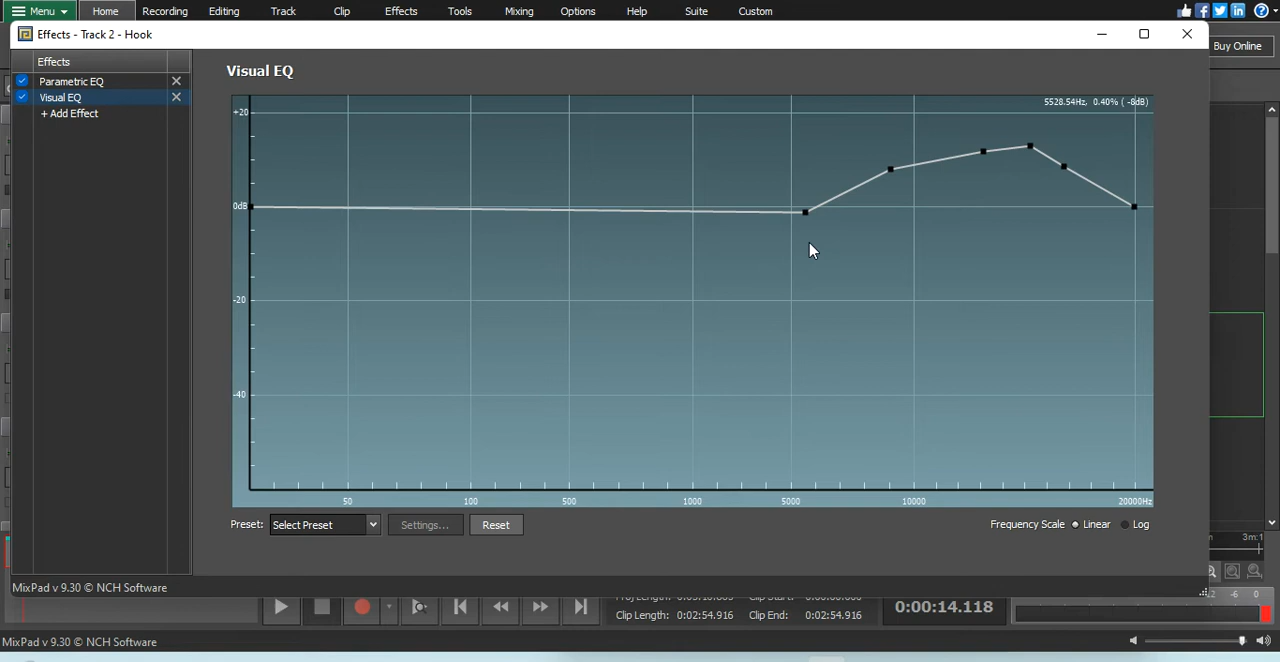 Menu Home Recording Editing Track Clip Effects Tools Mixing Options Help Suite Custom
Effects - Track 2 - Hook
Buy Online
Effects
Visual EQ
Parametric EQ
Visual EQ
+ Add Effect
5528.54Hz, 0.40% ( -8dB)
+20
0dB
-20
-40
50 100 500 1000 5000 10000 20000Hz
Preset: Select Preset Settings... Reset Frequency Scale Linear Log
3m:1
MixPad v 9.30 © NCH Software
Clip Length: 0:02:54.916 Clip End: 0:02:54.916
0:00:14.118
-6 0
MixPad v 9.30 © NCH Software